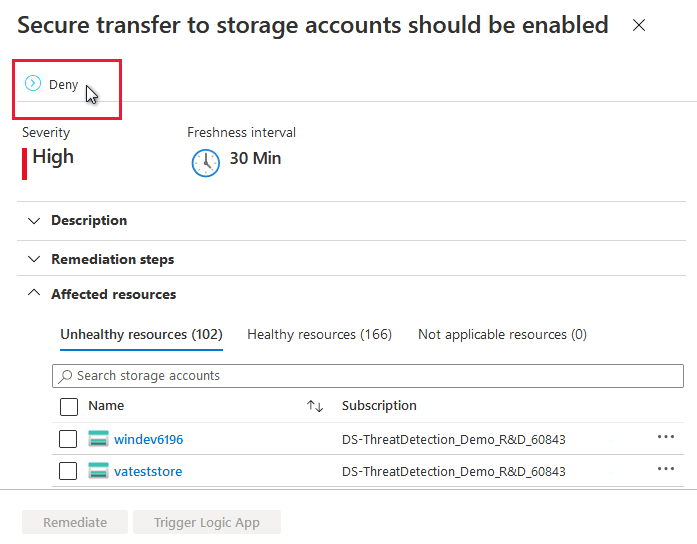 Secure transfer to storage accounts should be enabled
Deny
Severity
High
Freshness interval
30 Min
Description
Remediation steps
Affected resources
Unhealthy resources (102) Healthy resources (166) Not applicable resources (0)
Search storage accounts
Name Subscription
windev6196 DS-ThreatDetection_Demo_R&D_60843
vateststore DS-ThreatDetection_Demo_R&D_60843
Remediate Trigger Logic App